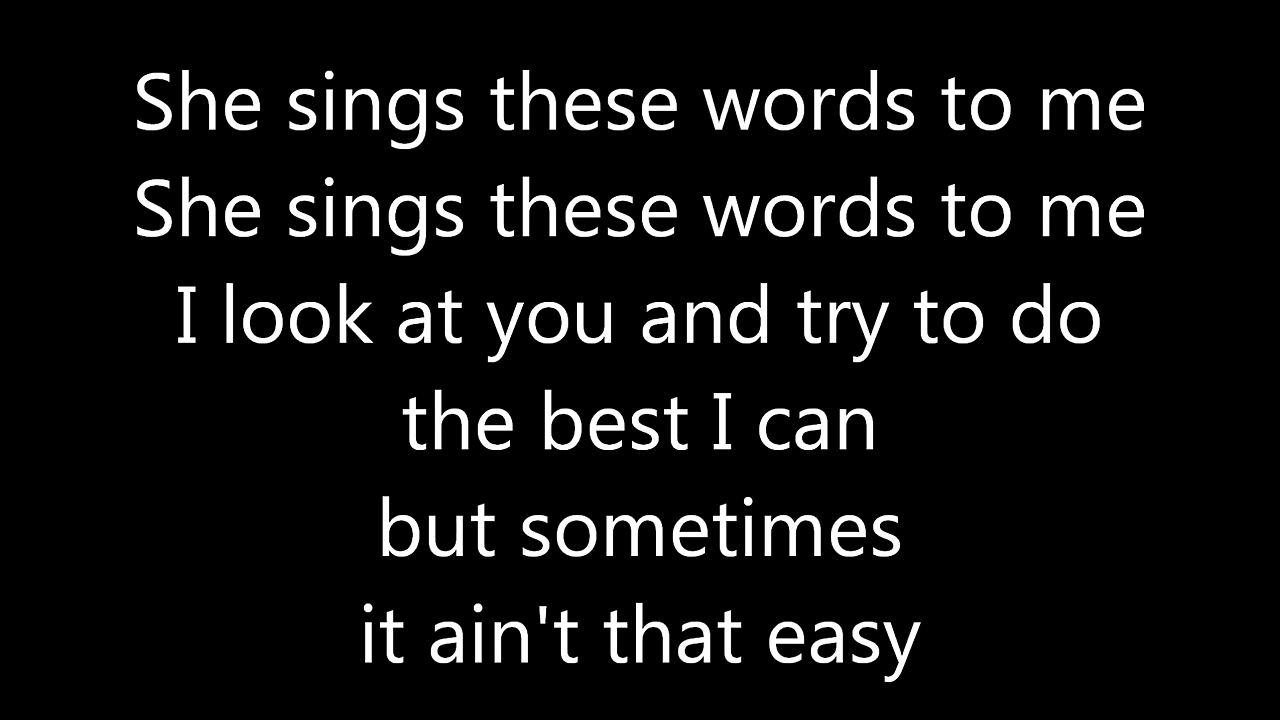 She sings these words to me
She sings these words to me
I look at you and try to do
the best I can
but sometimes
it ain't that easy